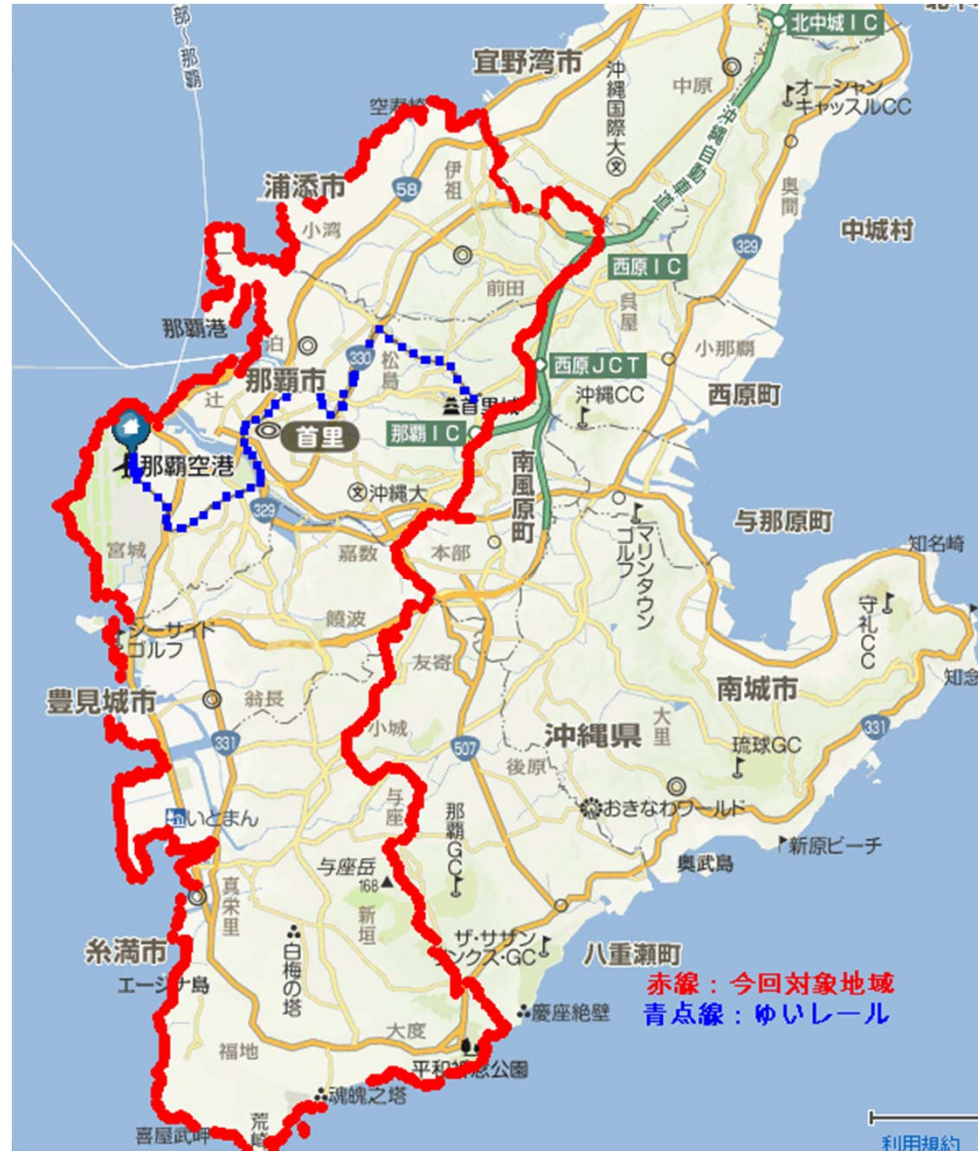 部~那覇
北中城IC
宜野湾市
中原
沖縄国際大
オーシャン
キャッスルCC
沖縄自動車道
伊祖
58
奥間
浦添市
小湾
中城村
329
西原IC
前田
呉屋
那覇港
泊
小那覇
330
松島
西原JCT
那覇市
辻
沖縄CC
西原町
首里城
首里
那覇IC
那覇空港
南風原町
沖縄大
329
与那原町
マリンタウン
ゴルフ
宮城
嘉数
本部
知名崎
守礼CC
饒波
シーサイド
ゴルフ
友寄
知念
南城市
豊見城市
翁長
大里
331
小城
沖縄県
331
507
琉球GC
後原
与座
おきなわワールド
いとまん
那覇GC
新原ビーチ
奥武島
与座岳
168
真栄里
新垣
白梅の塔
ザ・サザン
リンクス・GC
糸満市
八重瀬町
エージナ島
赤線:今回対象地域
慶座絶壁
青点線:ゆいレール
大度
福地
平和祈念公園
魂魄之塔
荒崎
喜屋武岬
利用規約